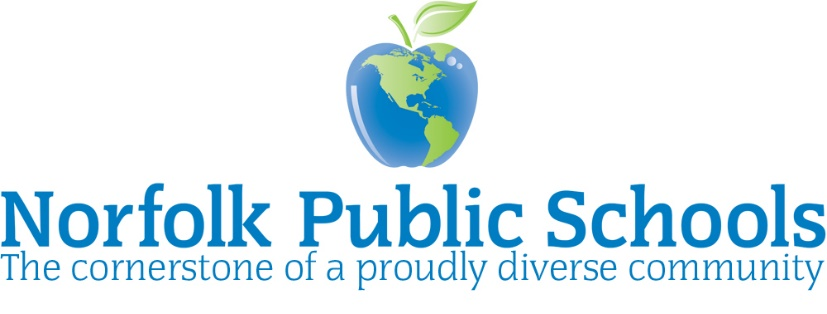 Norfolk Public Schools
The cornerstone of a proudly diverse community